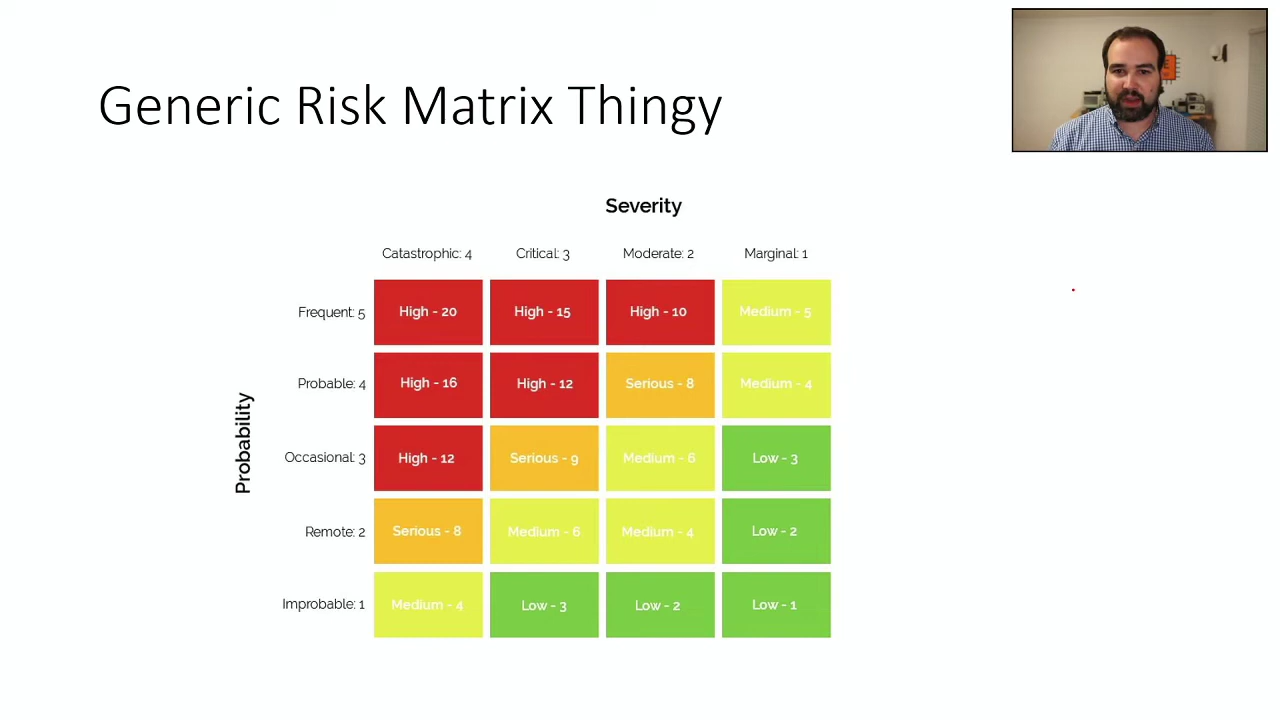 Generic Risk Matrix Thingy
Severity
Catastrophic: 4 Critical: 3 Moderate: 2 Marginal: 1
Probability
Frequent: 5 High - 20 High - 15 High - 10 Medium - 5
Probable: 4 High - 16 High - 12 Serious - 8 Medium - 4
Occasional: 3 High - 12 Serious - 9 Medium - 6 Low - 3
Remote: 2 Serious - 8 Medium - 6 Medium - 4 Low - 2
Improbable: 1 Medium - 4 Low - 3 Low - 2 Low - 1